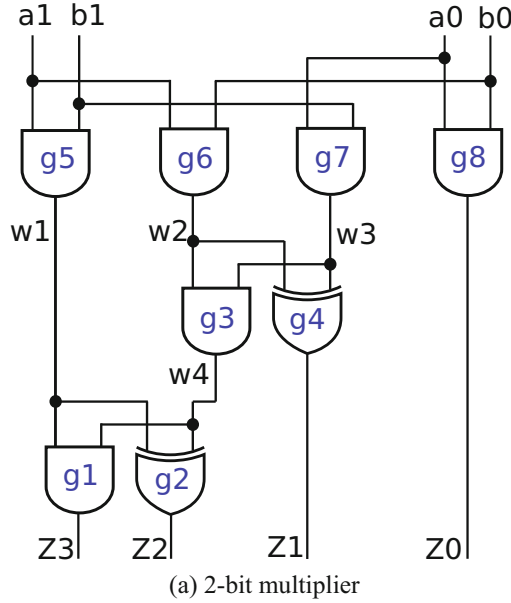 a1 b1 a0 b0
g5 g6 g7 g8
w1 w2 w3
g3 g4
w4
g1 g2
Z3 Z2 Z1 Z0
(a) 2-bit multiplier